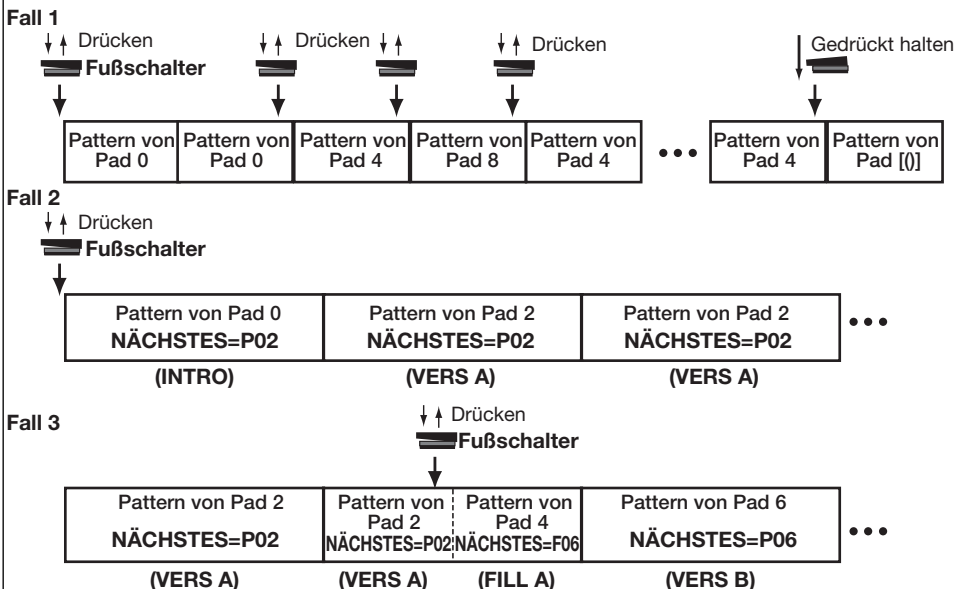 Fall 1
Drücken Drücken Drücken Gedrückt halten
Fußschalter
Pattern von Pattern von Pattern von Pattern von Pattern von ••• Pattern von Pattern von
Pad 0 Pad 0 Pad 4 Pad 8 Pad 4 Pad 4 Pad [()]
Fall 2
Drücken
Fußschalter
Pattern von Pad 0 Pattern von Pad 2 Pattern von Pad 2
NÄCHSTES=P02 NÄCHSTES=P02 NÄCHSTES=P02 •••
(INTRO) (VERS A) (VERS A)
Fall 3
Drücken
Fußschalter
Pattern von Pad 2 Pattern von Pattern von Pattern von Pad 6
Pad 2 Pad 4
NÄCHSTES=P02 NÄCHSTES=P02 NÄCHSTES=F06 NÄCHSTES=P06 •••
(VERS A) (VERS A) (FILL A) (VERS B)